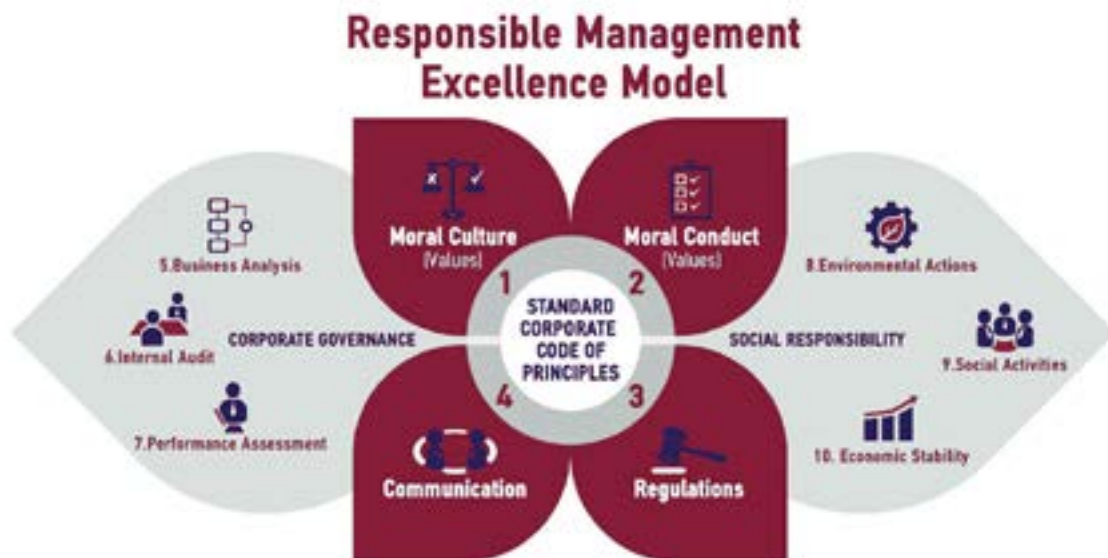 Responsible Management
Excellence Model
Moral Culture
(Values)
Moral Conduct
(Values)
1
2
STANDARD
CORPORATE
CODE OF
PRINCIPLES
4
3
Communication
Regulations
5.Business Analysis
6.Internal Audit
CORPORATE GOVERNANCE
7.Performance Assessment
8.Environmental Actions
SOCIAL RESPONSIBILITY
9.Social Activities
10. Economic Stability